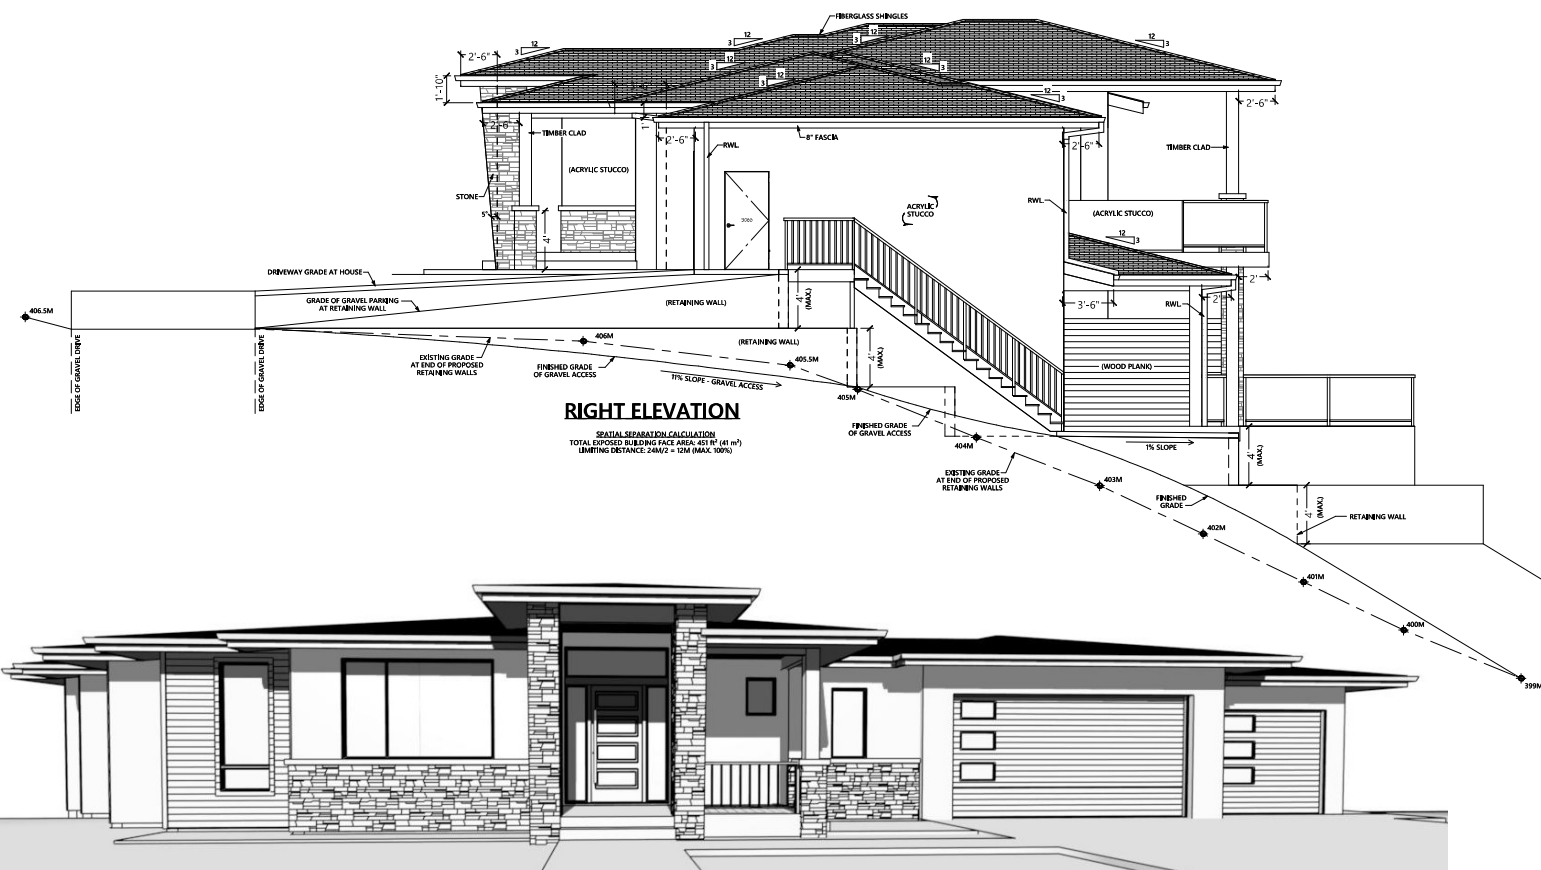 FIBERGLASS SHINGLES
12
3
12
3
12
3
12
3
2'-6"
12
3
12
3
12
3
1'-10"
2'-6"
12
3
2'-6
TIMBER CLAD
8" FASCIA
2'-6"
RWL
2'-6"
TIMBER CLAD
(ACRYLIC STUCCO)
STONE
ACRYLIC
STUCCO
RWL
(ACRYLIC STUCCO)
5"
3080
4'
12
3
DRIVEWAY GRADE AT HOUSE
2'
GRADE OF GRAVEL PARKING
AT RETAINING WALL
(RETAINING WALL)
4'
(MAX.)
3'-6"
RWL
2'
406.5M
406M
(RETAINING WALL)
EXISTING GRADE
AT END OF PROPOSED
RETAINING WALLS
FINISHED GRADE
OF GRAVEL ACCESS
405.5M
4'
(MAX.)
(WOOD PLANK)
EDGE OF GRAVEL DRIVE
EDGE OF GRAVEL DRIVE
11% SLOPE - GRAVEL ACCESS
405M
RIGHT ELEVATION
SPATIAL SEPARATION CALCULATION
TOTAL EXPOSED BUILDING FACE AREA: 451 ft² (41 m²)
LIMITING DISTANCE: 24M/2 = 12M (MAX. 100%)
FINISHED GRADE
OF GRAVEL ACCESS
404M
1% SLOPE
4'
(MAX.)
EXISTING GRADE
AT END OF PROPOSED
RETAINING WALLS
403M
FINISHED
GRADE
4'
(MAX.)
RETAINING WALL
402M
401M
400M
399M